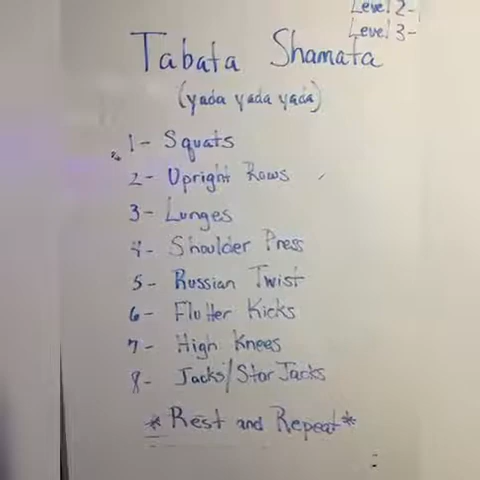 Level 2-
Level 3-
Tabata Shamata
(yada yada yada)
1- Squats
2- Upright Rows
3- Lunges
4- Shoulder Press
5- Russian Twist
6- Flutter Kicks
7- High Knees
8- Jacks/Star Jacks
*Rest and Repeat*